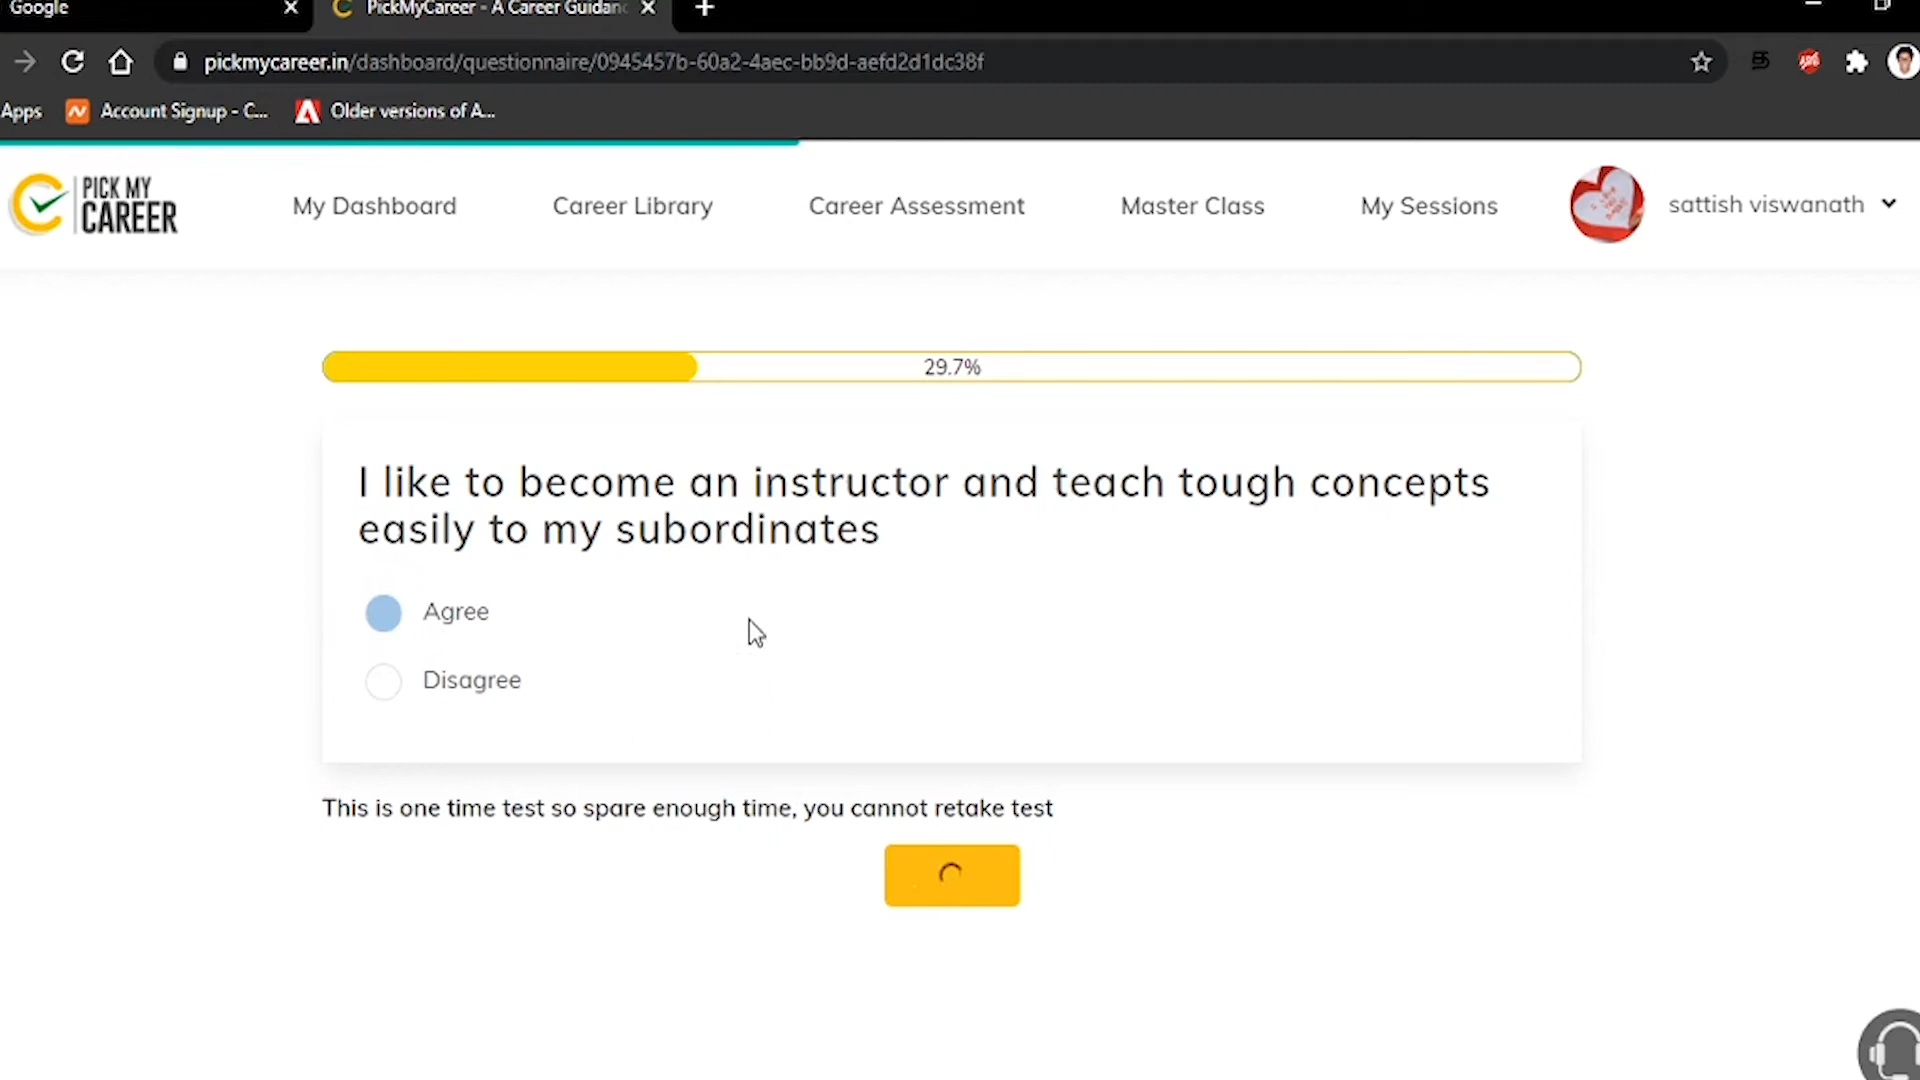 Google
PickMyCareer - A Career Guidan
pickmycareer.in/dashboard/questionnaire/0945457b-60a2-4aec-bb9d-aefd2d1dc38f
Apps Account Signup - C... Older versions of A...
PICK MY
CAREER
My Dashboard Career Library Career Assessment Master Class My Sessions sattish viswanath
29.7%
I like to become an instructor and teach tough concepts
easily to my subordinates
Agree
Disagree
This is one time test so spare enough time, you cannot retake test